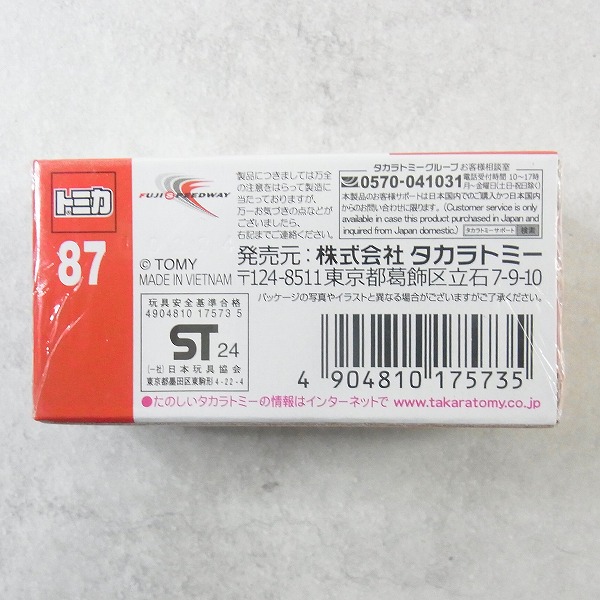 トミカ
87
FUJI SPEEDWAY
© TOMY
MADE IN VIETNAM
製品につきましては万全
の注意をはらって製造に
当たっておりますが、
万一お気づきの点などが
ございましたら、
右記までご連絡ください。
タカラトミーグループ お客様相談室
0570-041031
電話受付時間 10〜17時
月〜金曜日(土・日・祝日除く)
本製品のお客様サポートは日本国内でのご購入かつ日本国内
からのお問い合わせに限ります。(Customer service is only
available in case this product purchased in Japan and
inquired from Japan domestic.)
タカラトミーサポート 検索
発売元:株式会社 タカラトミー
〒124-8511東京都葛飾区立石7-9-10
パッケージの写真やイラストと異なる場合がございますがご了承ください。
玩具安全基準合格
4904810 17573 5
ST 24
(一社)日本玩具協会
東京都墨田区東駒形4-22-4
4 904810 175735
●たのしいタカラトミーの情報はインターネットで www.takaratomy.co.jp